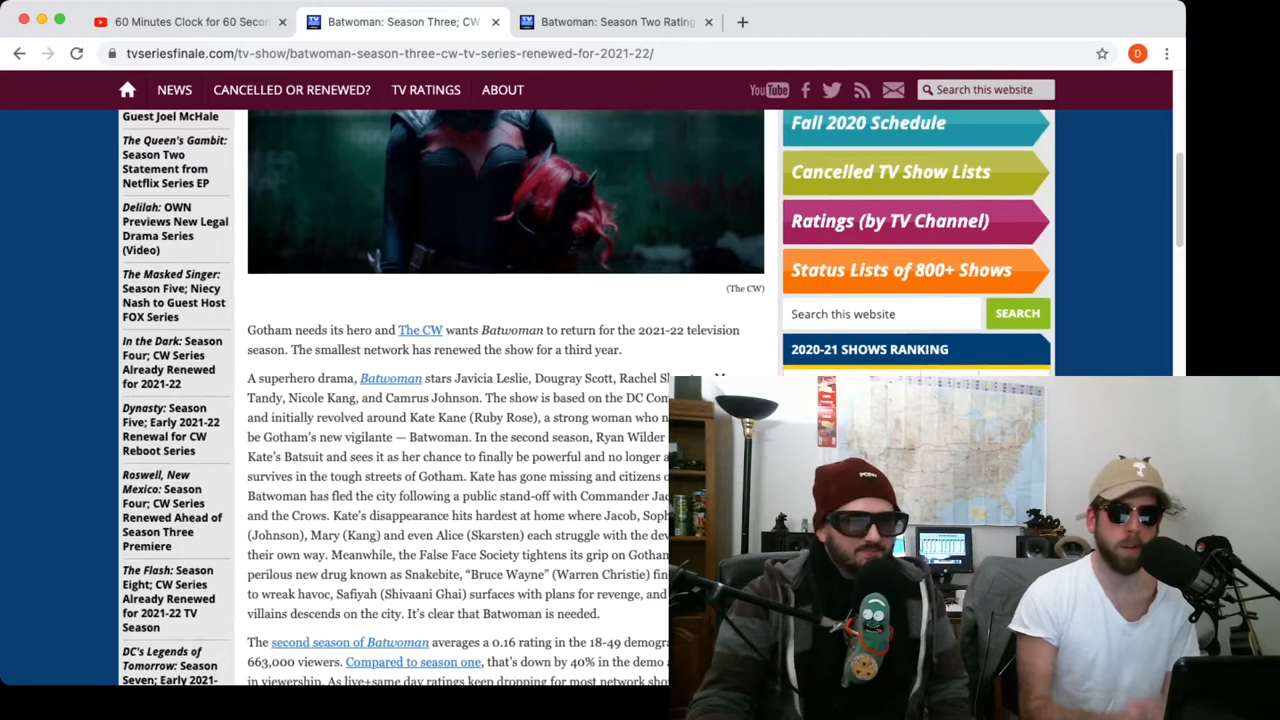 60 Minutes Clock for 60 Secon
Batwoman: Season Three; CW
Batwoman: Season Two Rating
tvseriesfinale.com/tv-show/batwoman-season-three-cw-tv-series-renewed-for-2021-22/
D
NEWS
CANCELLED OR RENEWED?
TV RATINGS
ABOUT
YouTube
Search this website
Guest Joel McHale
The Queen's Gambit:
Season Two
Statement from
Netflix Series EP
Delilah: OWN
Previews New Legal
Drama Series
(Video)
The Masked Singer:
Season Five; Niecy
Nash to Guest Host
FOX Series
In the Dark: Season
Four; CW Series
Already Renewed
for 2021-22
Dynasty: Season
Five; Early 2021-22
Renewal for CW
Reboot Series
Roswell, New
Mexico: Season
Four; CW Series
Renewed Ahead of
Season Three
Premiere
The Flash: Season
Eight; CW Series
Already Renewed
for 2021-22 TV
Season
DC's Legends of
Tomorrow: Season
Seven; Early 2021-
(The CW)
Gotham needs its hero and The CW wants Batwoman to return for the 2021-22 television
season. The smallest network has renewed the show for a third year.
A superhero drama, Batwoman stars Javicia Leslie, Dougray Scott, Rachel
Tandy, Nicole Kang, and Camrus Johnson. The show is based on the DC Com
and initially revolved around Kate Kane (Ruby Rose), a strong woman who n
be Gotham's new vigilante — Batwoman. In the second season, Ryan Wilder
Kate's Batsuit and sees it as her chance to finally be powerful and no longer a
survives in the tough streets of Gotham. Kate has gone missing and citizens o
Batwoman has fled the city following a public stand-off with Commander Jac
and the Crows. Kate's disappearance hits hardest at home where Jacob, Soph
(Johnson), Mary (Kang) and even Alice (Skarsten) each struggle with the dev
their own way. Meanwhile, the False Face Society tightens its grip on Gotham
perilous new drug known as Snakebite, “Bruce Wayne” (Warren Christie) fin
to wreak havoc, Safiyah (Shivaani Ghai) surfaces with plans for revenge, and
villains descends on the city. It's clear that Batwoman is needed.
The second season of Batwoman averages a 0.16 rating in the 18-49 demogra
663,000 viewers. Compared to season one, that's down by 40% in the demo a
in viewership. As live+same day ratings keep dropping for most network sho
Fall 2020 Schedule
Cancelled TV Show Lists
Ratings (by TV Channel)
Status Lists of 800+ Shows
Search this website
SEARCH
2020-21 SHOWS RANKING